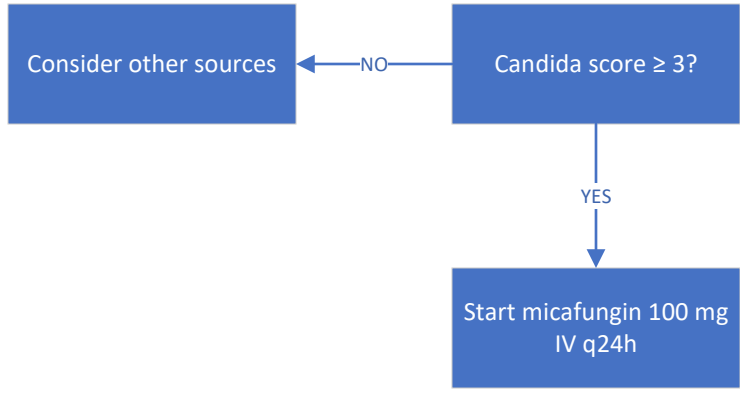 Consider other sources
NO
Candida score ≥ 3?
YES
Start micafungin 100 mg
IV q24h